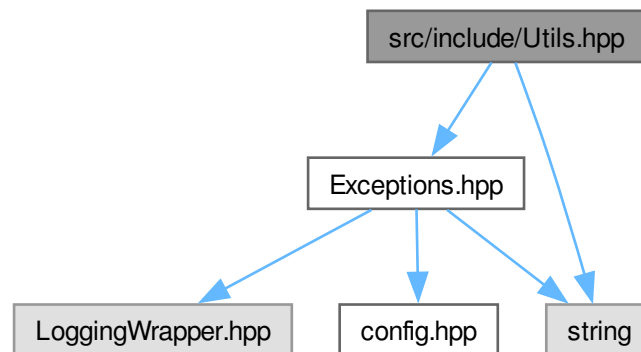 src/include/Utils.hpp
Exceptions.hpp
LoggingWrapper.hpp
config.hpp
string